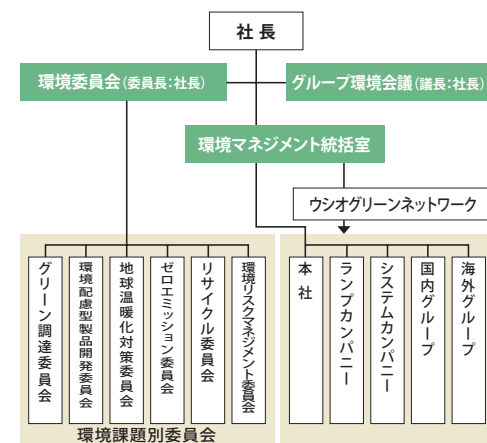 社長
環境委員会(委員長:社長)
グループ環境会議(議長:社長)
環境マネジメント統括室
ウシオグリーンネットワーク
グリーン調達委員会
環境配慮型製品開発委員会
地球温暖化対策委員会
ゼロエミッション委員会
リサイクル委員会
環境リスクマネジメント委員会
本社
ランプカンパニー
システムカンパニー
国内グループ
海外グループ
環境課題別委員会